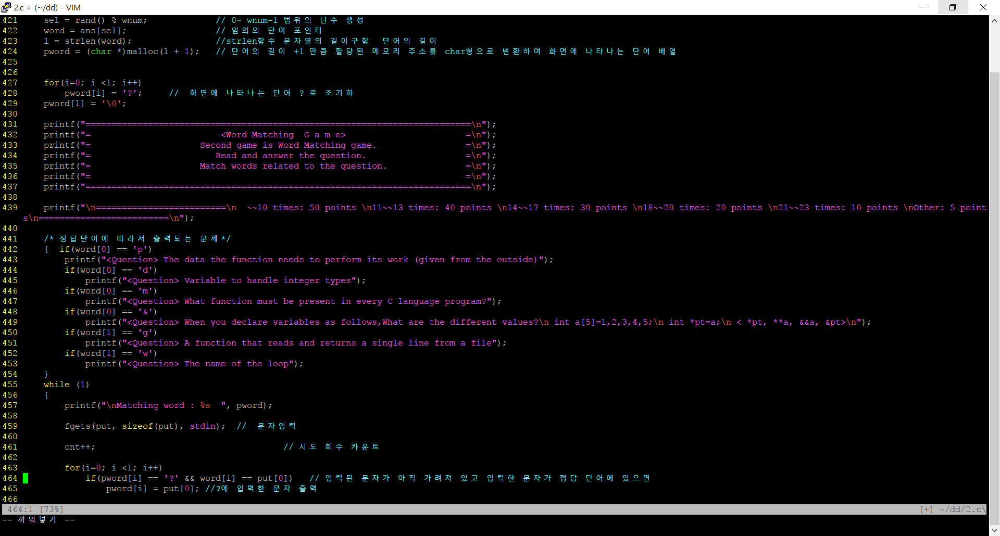 2.c + (~/dd) - VIM
421     sel = rand() % wnum;             // 0~ wnum-1 범위의 난수 생성
422     word = ans[sel];                 // 임의의 단어 포인터
423     l = strlen(word);                //strlen함수 문자열의 길이구함  단어의 길이
424     pword = (char *)malloc(l + 1);   // 단어의 길이 +1 만큼 할당된 메모리 주소를 char형으로 변환하여 화면에 나타나는 단어 배열
425
426
427     for(i=0; i <l; i++)
428         pword[i] = '?';     //  화면에 나타나는 단어 ? 로 초기화
429     pword[l] = '\0';
430
431     printf("==========================================================================\n");
432     printf("=                         <Word Matching  G a m e>                       =\n");
433     printf("=                     Second game is Word Matching game.                 =\n");
434     printf("=                        Read and answer the question.                   =\n");
435     printf("=                     Match words related to the question.               =\n");
436     printf("=                                                                        =\n");
437     printf("==========================================================================\n");
438
439     printf("\n=========================\n  ~~10 times: 50 points \n11~~13 times: 40 points \n14~~17 times: 30 points \n18~~20 times: 20 points \n21~~23 times: 10 points \nOther: 5 point
s\n=========================\n");
440
441     /* 정답단어에 따라서 출력되는 문제*/
442     {  if(word[0] == 'p')
443         printf("<Question> The data the function needs to perform its work (given from the outside)");
444         if(word[0] == 'd')
445             printf("<Question> Variable to handle integer types");
446         if(word[0] == 'm')
447             printf("<Question> What function must be present in every C language program?");
448         if(word[0] == '&')
449             printf("<Question> When you declare variables as follows,What are the different values?\n int a[5]=1,2,3,4,5;\n int *pt=a;\n < *pt, **a, &&a, &pt>\n");
450         if(word[1] == 'g')
451             printf("<Question> A function that reads and returns a single line from a file");
452         if(word[1] == 'w')
453             printf("<Question> The name of the loop");
454     }
455     while (1)
456     {
457         printf("\nMatching word : %s  ", pword);
458
459         fgets(put, sizeof(put), stdin);  //  문자입력
460
461         cnt++;                                    // 시도 회수 카운트
462
463         for(i=0; i <l; i++)
464             if(pword[i] == '?' && word[i] == put[0])   // 입력된 문자가 아직 가려져 있고 입력한 문자가 정답 단어에 있으면
465                 pword[i] = put[0]; //?에 입력한 문자 출력
466
464:1 [73%] [+] ~/dd/2.c\
-- 끼워넣기 --